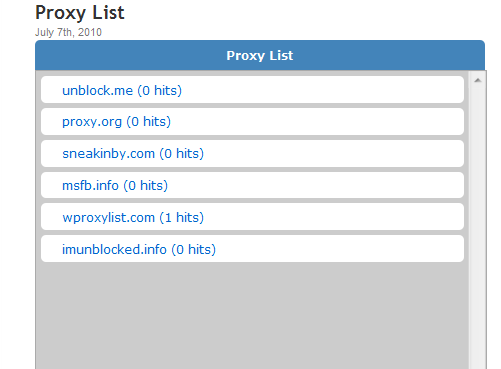 Proxy List
July 7th, 2010
Proxy List
unblock.me (0 hits)
proxy.org (0 hits)
sneakinby.com (0 hits)
msfb.info (0 hits)
wproxylist.com (1 hits)
imunblocked.info (0 hits)